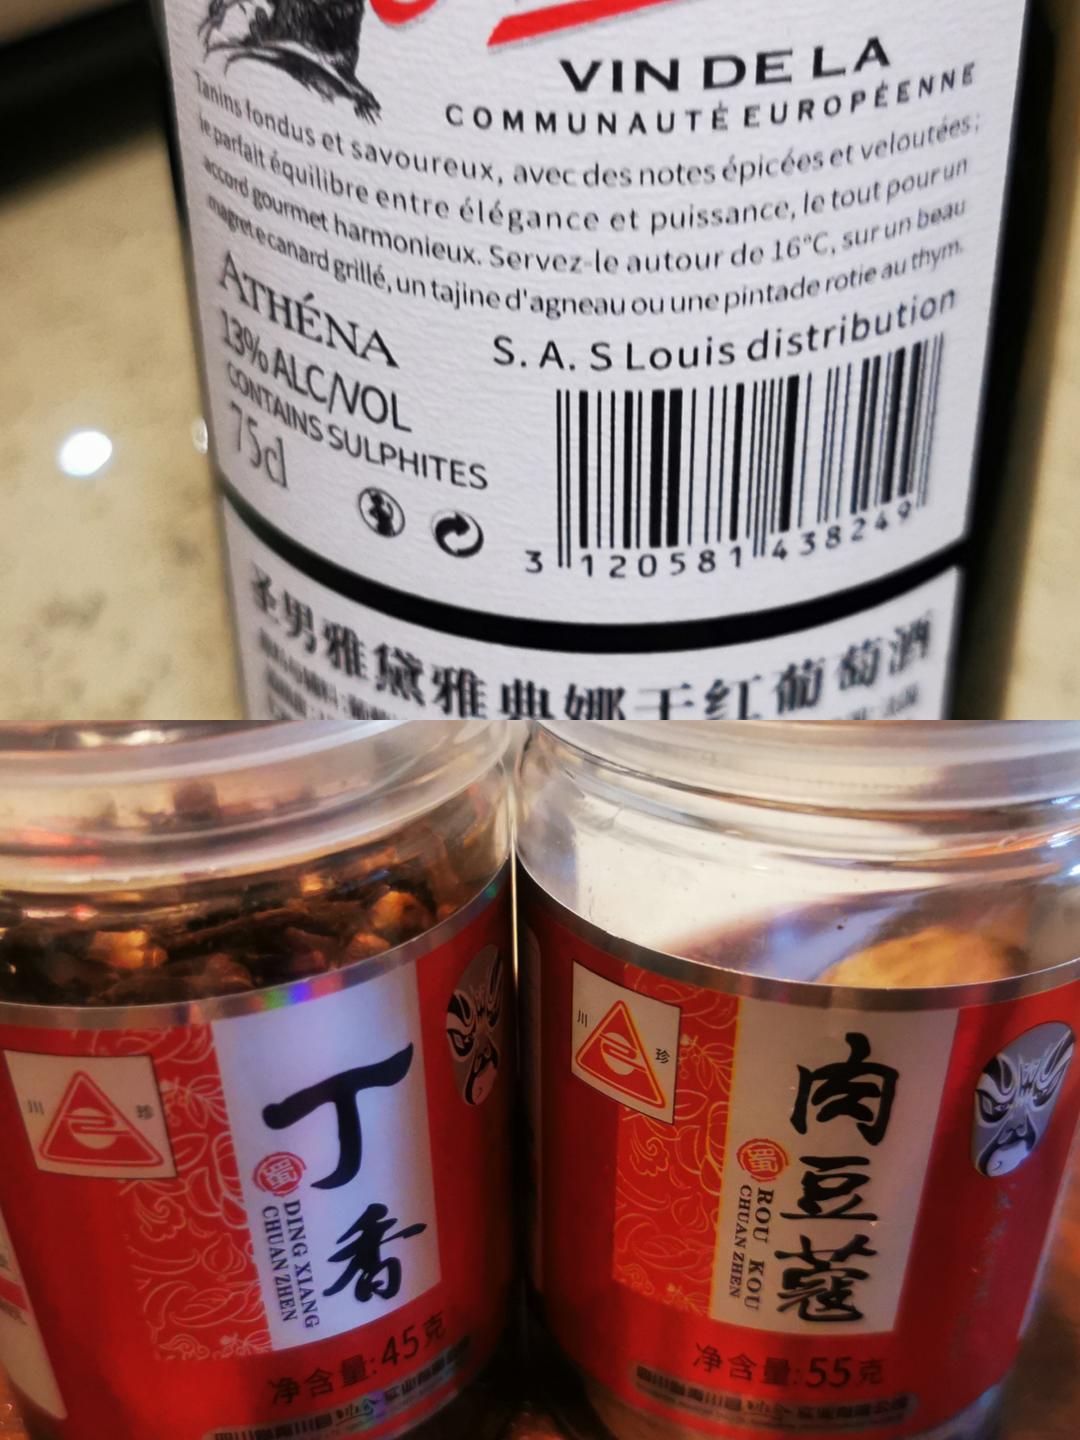 VIN DE LA
COMMUNAUTÉ EUROPÉENNE
Tanins fondus et savoureux, avec des notes épicées et veloutées;
le parfait équilibre entre élégance et puissance, le tout pour un
accord gourmet harmonieux. Servez-le autour de 16°C, sur un beau
magret e canard grillé, un tajine d'agneau ou une pintade rotie au thym.
ATHÉNA
13% ALC/VOL
CONTAINS SULPHITES
75cl
S. A. S Louis distribution
3 120581 438249
圣男雅黛雅典娜干红葡萄酒
川 珍
丁香
蜀
DING XIANG
CHUAN ZHEN
净含量:45克
川 珍
肉豆蔻
蜀
ROU KOU
CHUAN ZHEN
净含量:55克